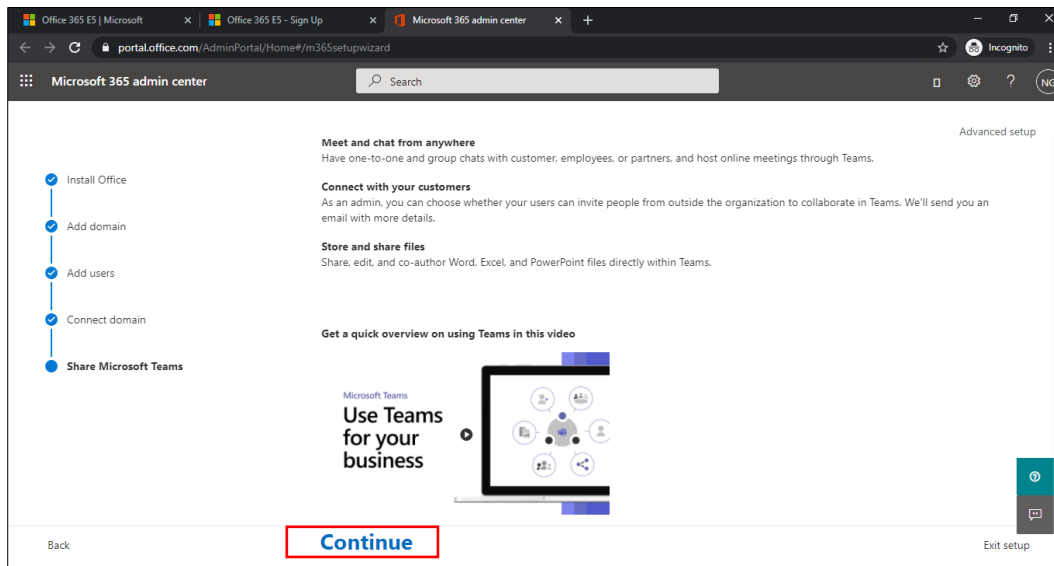 Office 365 E5 | Microsoft
Office 365 E5 - Sign Up
Microsoft 365 admin center
portal.office.com/AdminPortal/Home#/m365setupwizard
Incognito
Microsoft 365 admin center
Search
NG
Advanced setup
Install Office
Add domain
Add users
Connect domain
Share Microsoft Teams
Meet and chat from anywhere
Have one-to-one and group chats with customer, employees, or partners, and host online meetings through Teams.
Connect with your customers
As an admin, you can choose whether your users can invite people from outside the organization to collaborate in Teams. We'll send you an
email with more details.
Store and share files
Share, edit, and co-author Word, Excel, and PowerPoint files directly within Teams.
Get a quick overview on using Teams in this video
Microsoft Teams
Use Teams
for your
business
Back
Continue
Exit setup